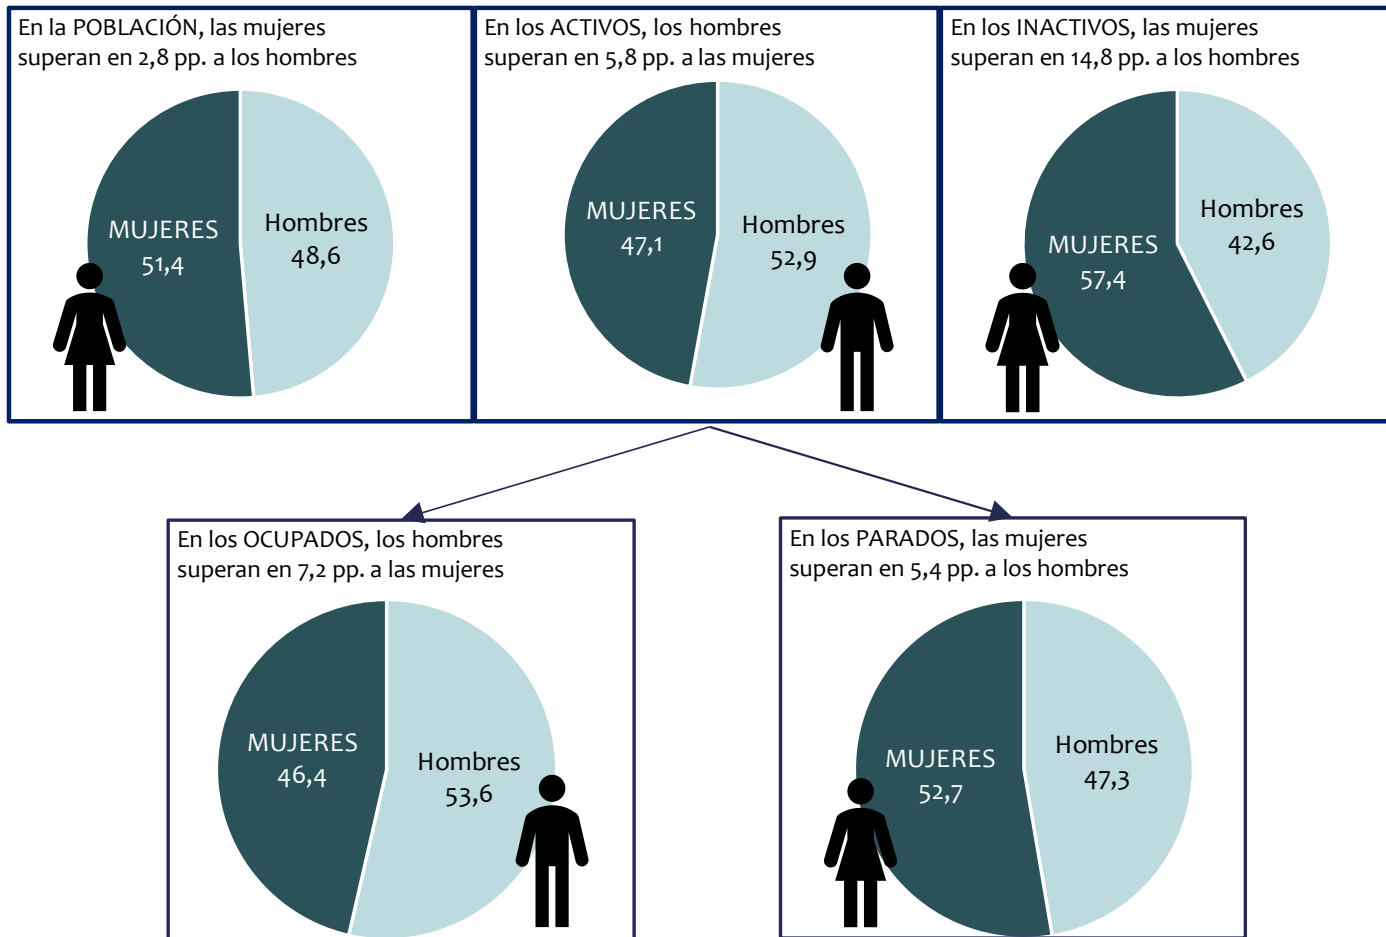 En la POBLACIÓN, las mujeres
superan en 2,8 pp. a los hombres
MUJERES
51,4
Hombres
48,6
En los ACTIVOS, los hombres
superan en 5,8 pp. a las mujeres
MUJERES
47,1
Hombres
52,9
En los INACTIVOS, las mujeres
superan en 14,8 pp. a los hombres
MUJERES
57,4
Hombres
42,6
En los OCUPADOS, los hombres
superan en 7,2 pp. a las mujeres
MUJERES
46,4
Hombres
53,6
En los PARADOS, las mujeres
superan en 5,4 pp. a los hombres
MUJERES
52,7
Hombres
47,3